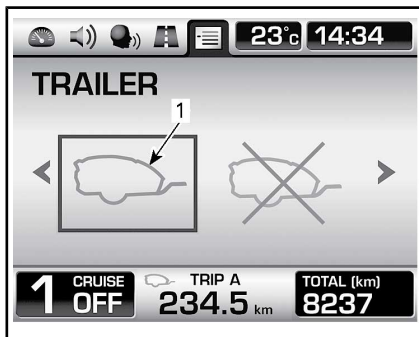 23°c 14:34
TRAILER
1
1 CRUISE OFF
TRIP A
234.5 km
TOTAL (km)
8237